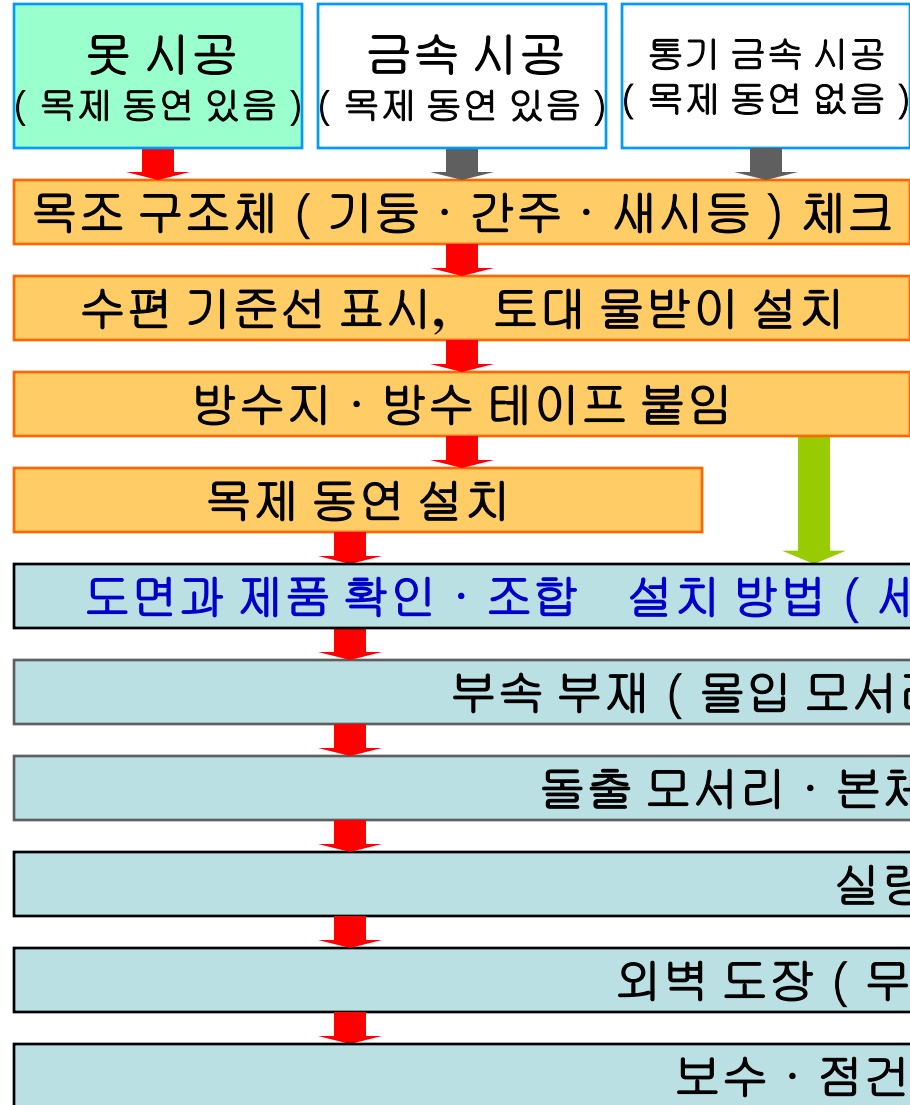 못 시공
( 목제 동연 있음 )
금속 시공
( 목제 동연 있음 )
통기 금속 시공
( 목제 동연 없음 )
목조 구조체 ( 기둥 · 간주 · 새시등 ) 체크
수편 기준선 표시, 토대 물받이 설치
방수지 · 방수 테이프 붙임
목제 동연 설치
도면과 제품 확인 · 조합 설치 방법 ( 세
부속 부재 ( 몰입 모서
돌출 모서리 · 본
실
외벽 도장 ( 무
보수 · 점건